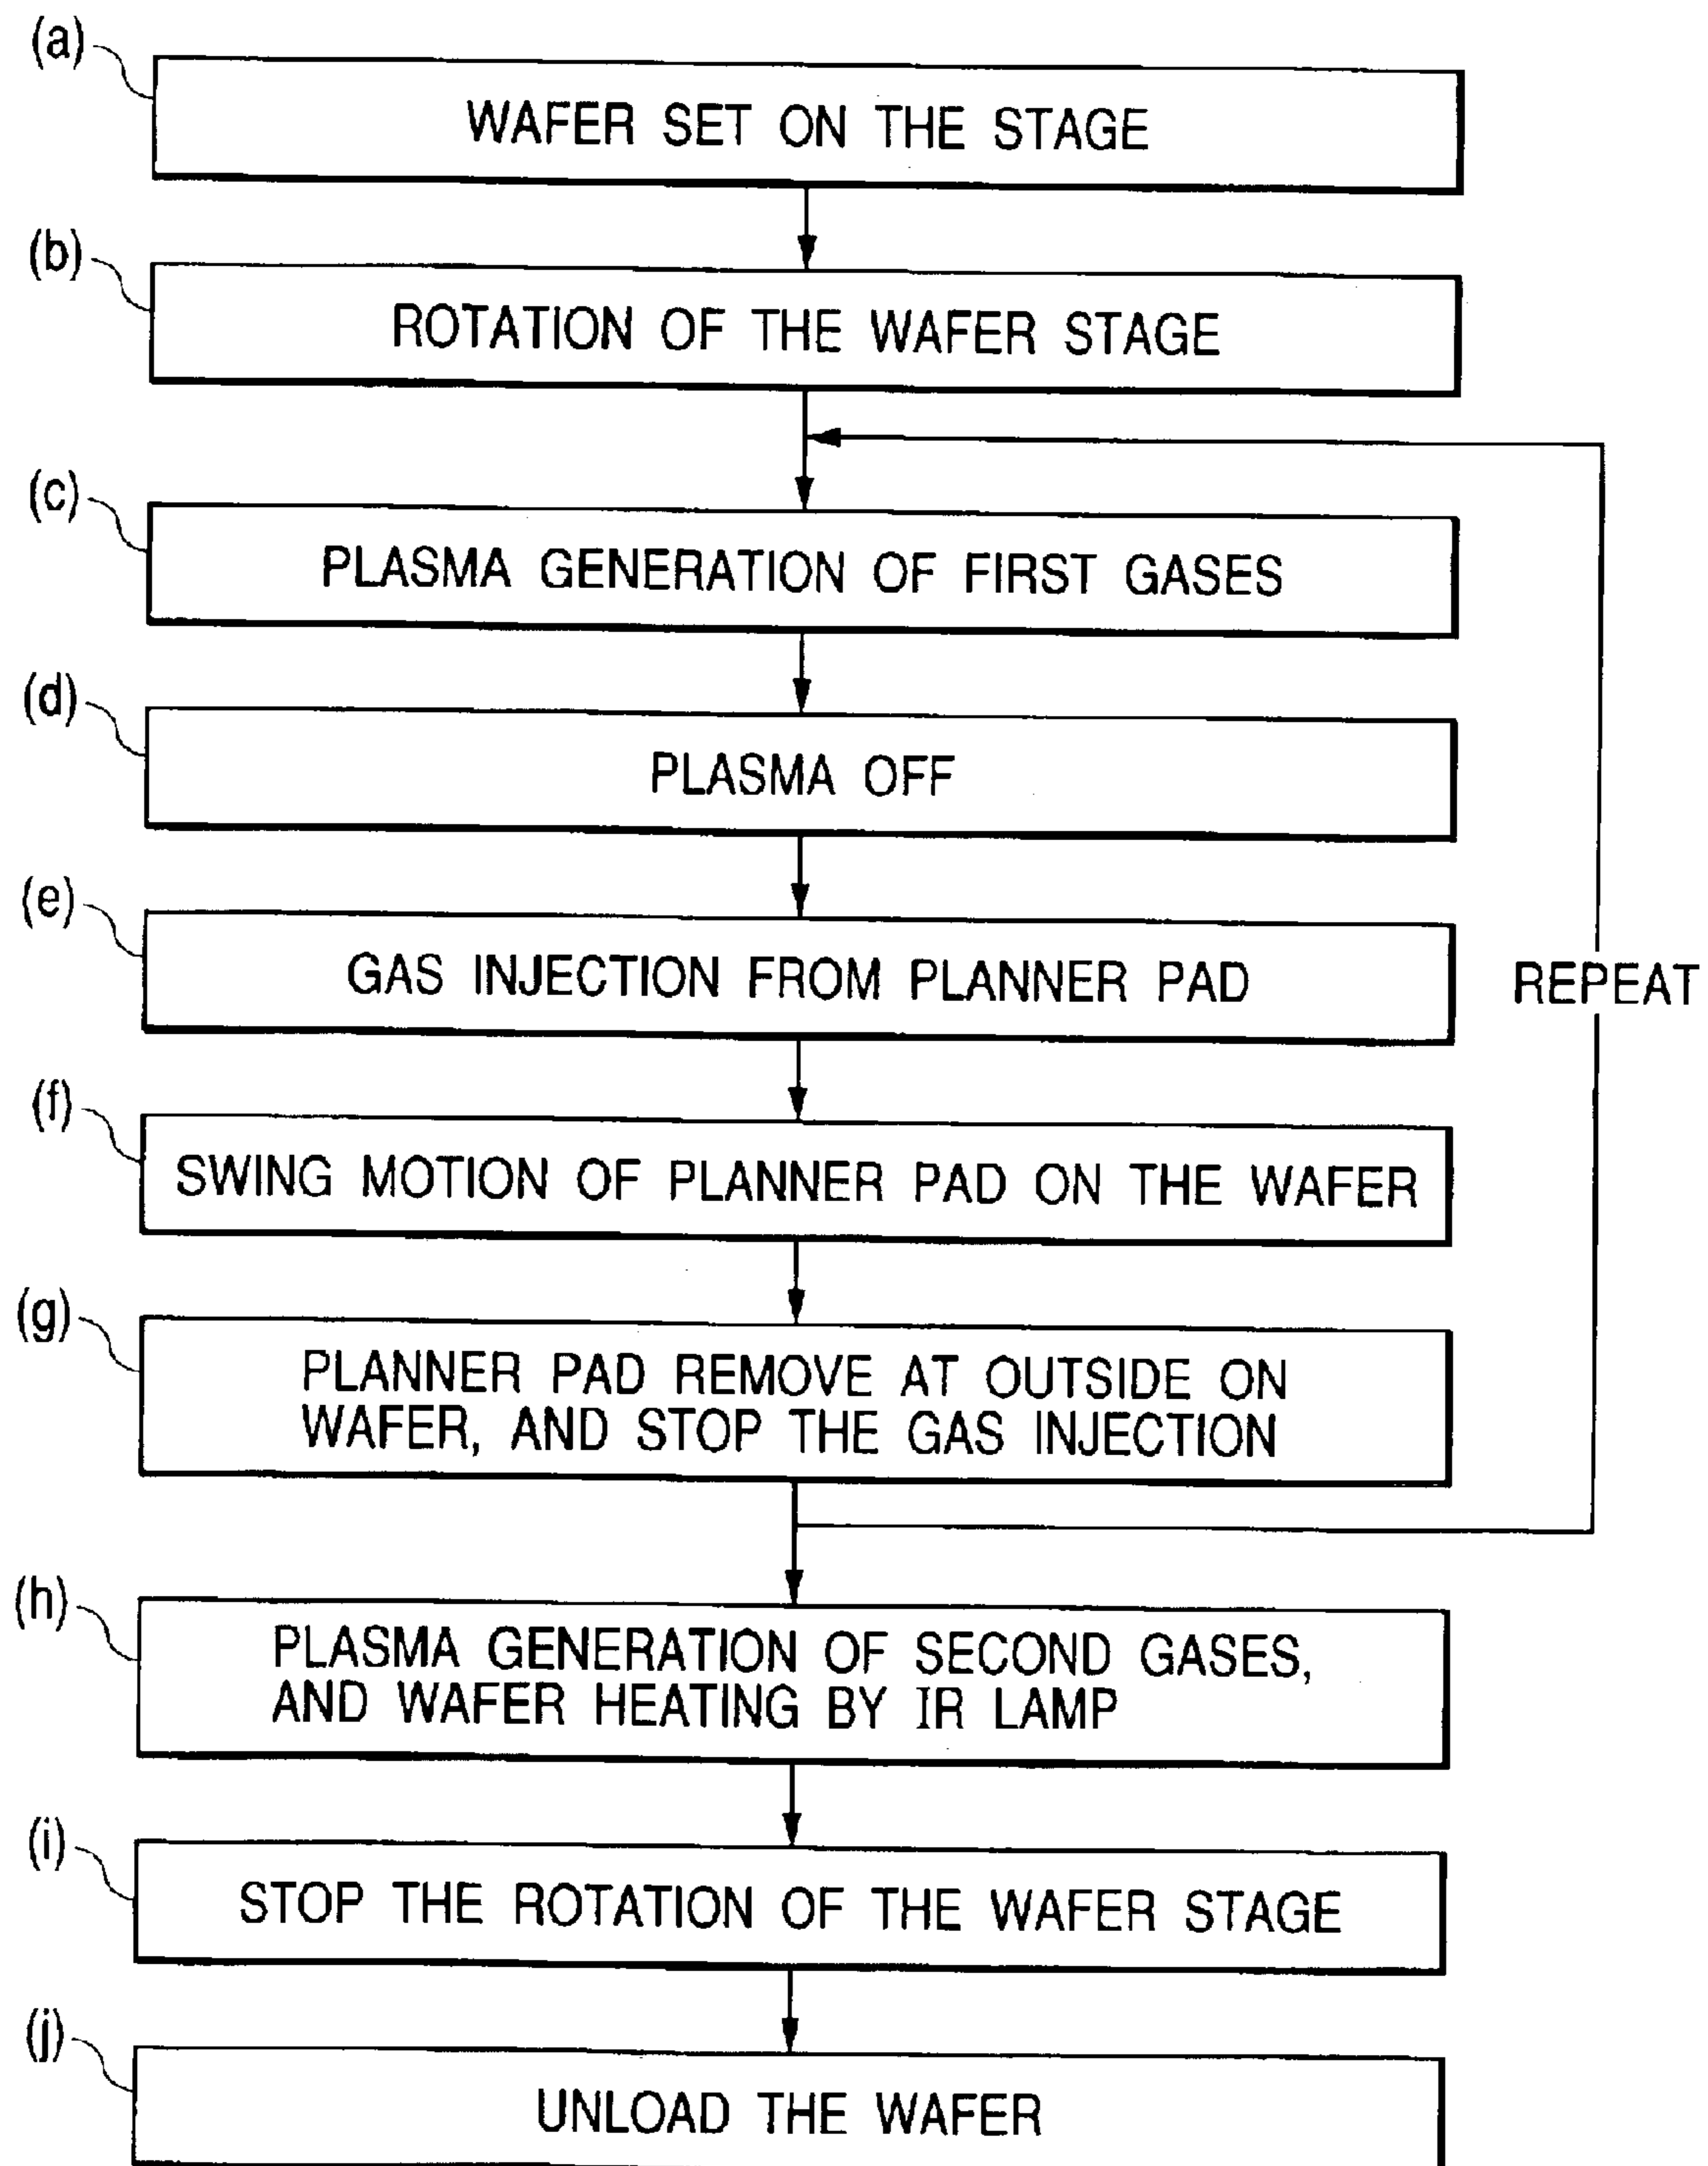 (a)
WAFER SET ON THE STAGE
(b)
ROTATION OF THE WAFER STAGE
(c)
PLASMA GENERATION OF FIRST GASES
(d)
PLASMA OFF
(e)
GAS INJECTION FROM PLANNER PAD
REPEAT
(f)
SWING MOTION OF PLANNER PAD ON THE WAFER
(g)
PLANNER PAD REMOVE AT OUTSIDE ON
WAFER, AND STOP THE GAS INJECTION
(h)
PLASMA GENERATION OF SECOND GASES,
AND WAFER HEATING BY IR LAMP
(i)
STOP THE ROTATION OF THE WAFER STAGE
(j)
UNLOAD THE WAFER